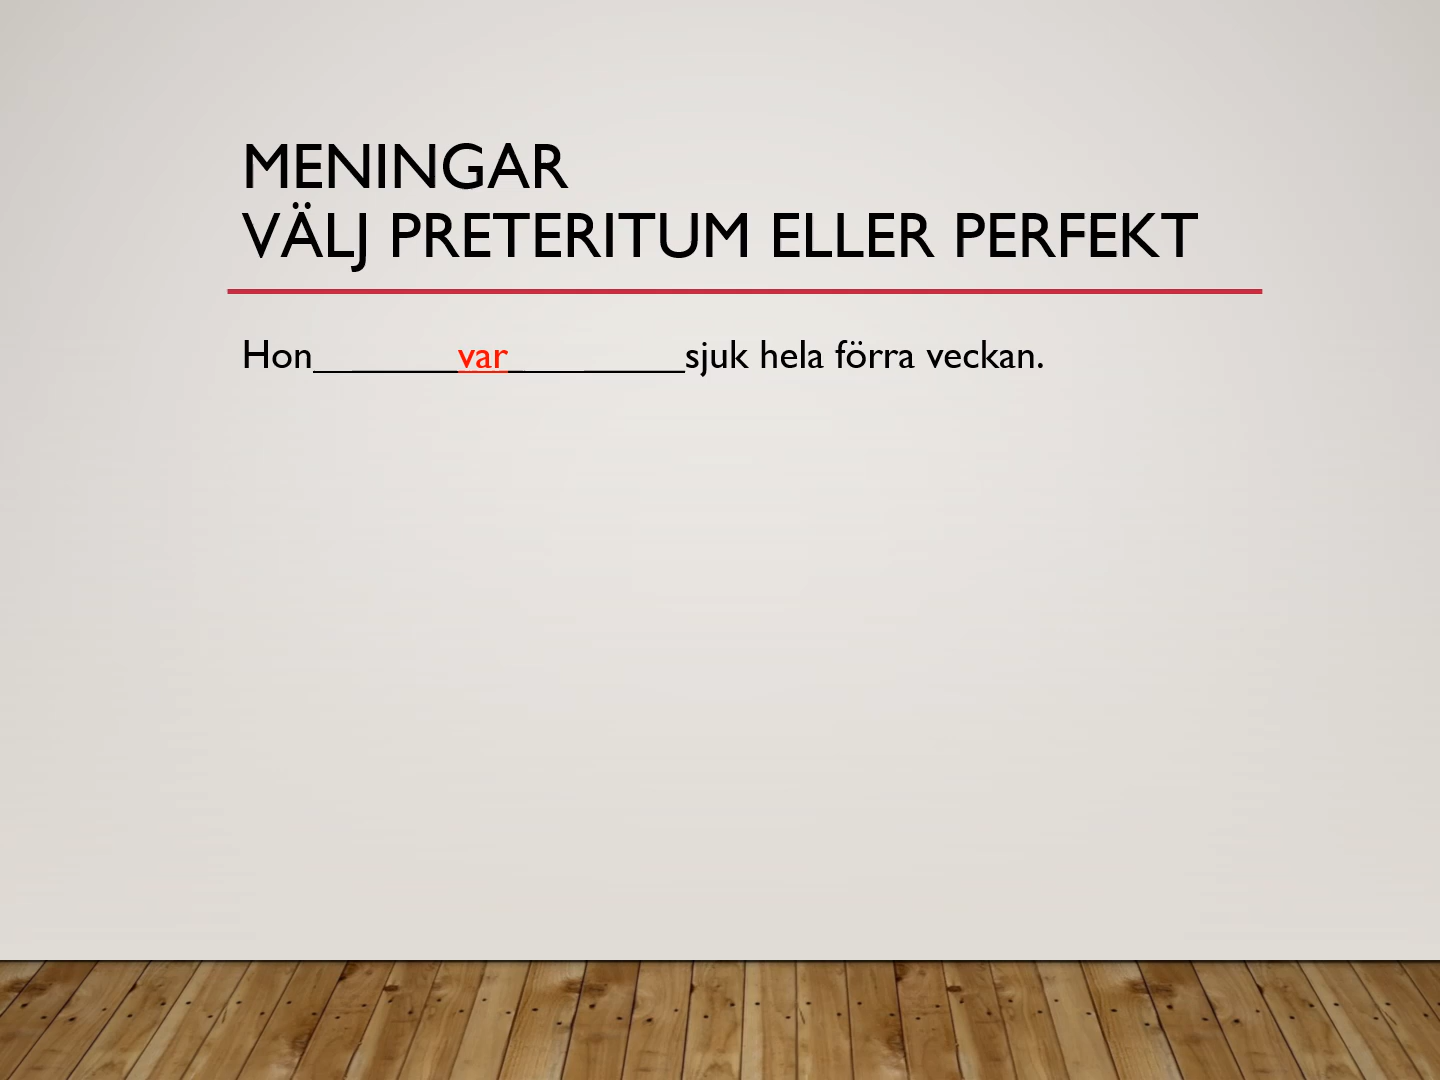 MENINGAR
VÄLJ PRETERITUM ELLER PERFEKT
Hon_______var_________sjuk hela förra veckan.